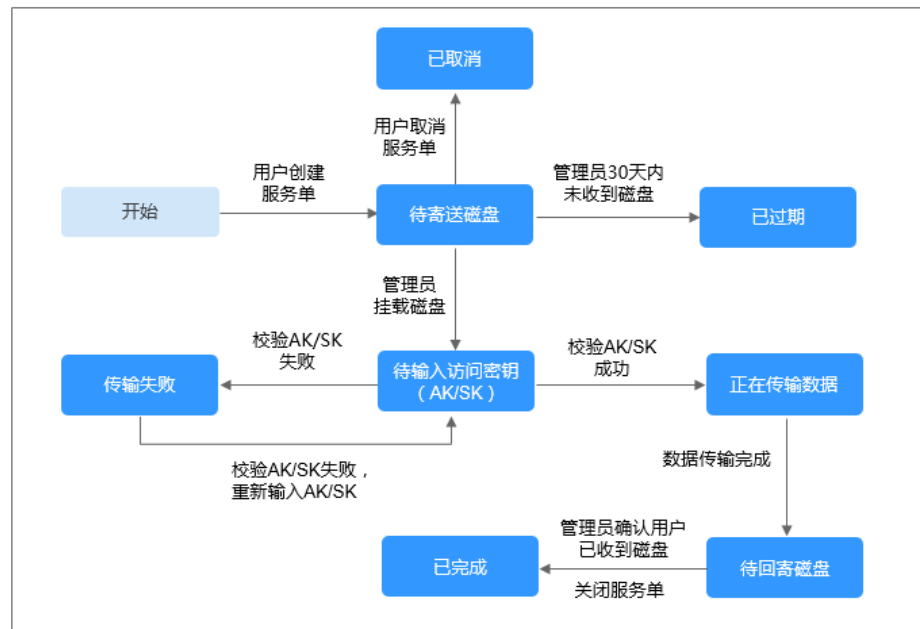 已取消
用户取消
服务单
用户创建
服务单
管理员30天内
未收到磁盘
开始
待寄送磁盘
已过期
管理员
挂载磁盘
校验AK/SK
失败
校验AK/SK
成功
传输失败
待输入访问密钥
(AK/SK)
正在传输数据
校验AK/SK失败，
重新输入AK/SK
数据传输完成
管理员确认用户
已收到磁盘
已完成
待回寄磁盘
关闭服务单